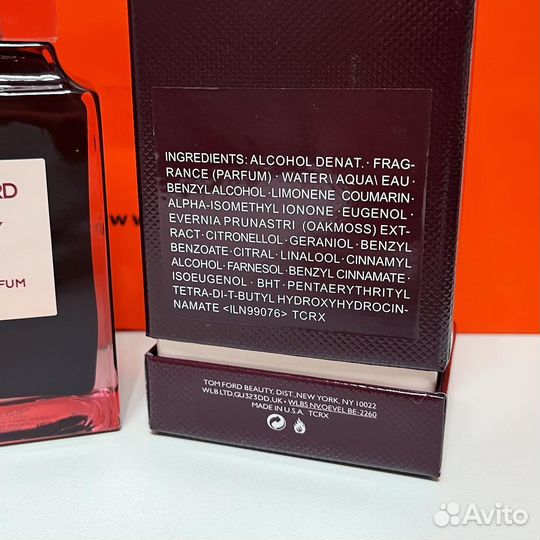 RD
Y
FUM
w
INGREDIENTS: ALCOHOL DENAT. · FRAG-
RANCE (PARFUM) · WATER\ AQUA\ EAU ·
BENZYL ALCOHOL · LIMONENE COUMARIN ·
ALPHA-ISOMETHYL IONONE · EUGENOL ·
EVERNIA PRUNASTRI (OAKMOSS) EXT-
RACT · CITRONELLOL · GERANIOL · BENZYL
BENZOATE · CITRAL · LINALOOL · CINNAMYL
ALCOHOL · FARNESOL · BENZYL CINNAMATE ·
ISOEUGENOL · BHT · PENTAERYTHRITYL
TETRA-DI-T-BUTYL HYDROXYHYDROCIN-
NAMATE <ILN99076> TCRX
TOM FORD BEAUTY, DIST., NEW YORK, NY 10022
WLB LTD, GU323DD, UK · WLBS NV, OEVEL BE-2260
MADE IN U.S.A. TCRX
Avito